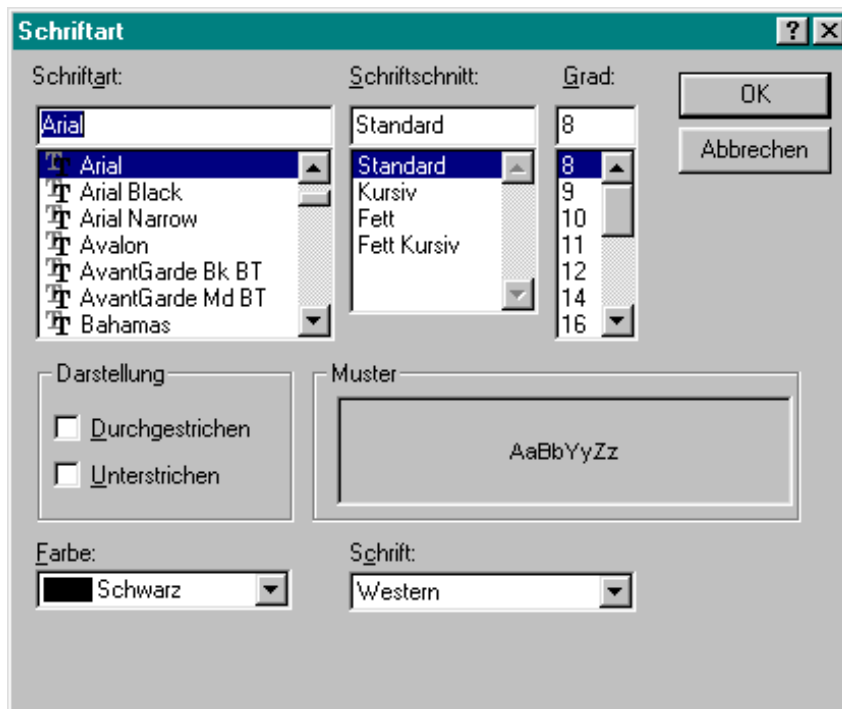 Schriftart
Schriftart:
Schriftschnitt:
Grad:
Arial
Standard
8
OK
Abbrechen
Arial
Arial Black
Arial Narrow
Avalon
AvantGarde Bk BT
AvantGarde Md BT
Bahamas
Standard
Kursiv
Fett
Fett Kursiv
8
9
10
11
12
14
16
Darstellung
Durchgestrichen
Unterstrichen
Muster
AaBbYyZz
Farbe:
Schwarz
Schrift:
Western